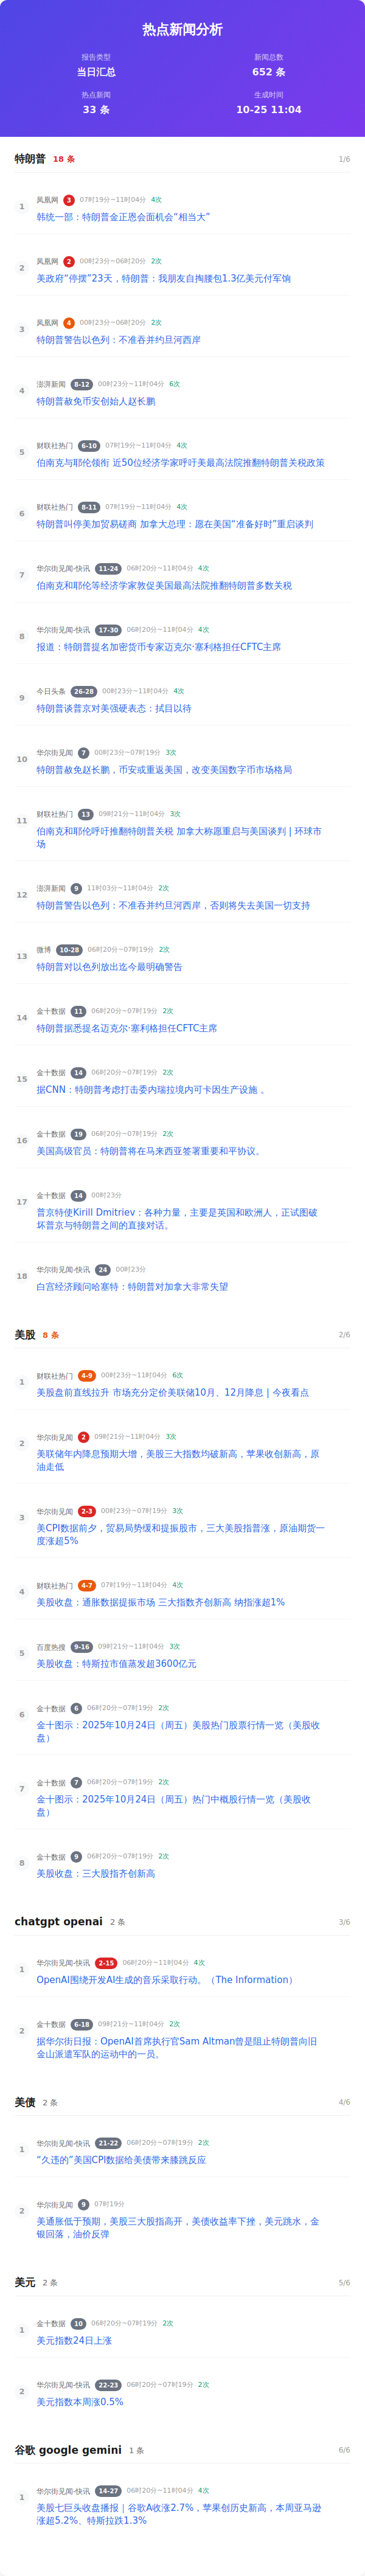 热点新闻分析
报告类型
当日汇总
新闻总数
652 条
热点新闻
33 条
生成时间
10-25 11:04
特朗普 18 条 1/6
1 凤凰网 3 07时19分~11时04分 4次
韩统一部：特朗普金正恩会面机会“相当大”
2 凤凰网 2 00时23分~06时20分 2次
美政府“停摆”23天，特朗普：我朋友自掏腰包1.3亿美元付军饷
3 凤凰网 4 00时23分~06时20分 2次
特朗普警告以色列：不准吞并约旦河西岸
4 澎湃新闻 8-12 00时23分~11时04分 6次
特朗普赦免币安创始人赵长鹏
5 财联社热门 6-10 07时19分~11时04分 4次
伯南克与耶伦领衔 近50位经济学家呼吁美最高法院推翻特朗普关税政策
6 财联社热门 8-11 07时19分~11时04分 4次
特朗普叫停美加贸易磋商 加拿大总理：愿在美国“准备好时”重启谈判
7 华尔街见闻-快讯 11-24 06时20分~11时04分 4次
伯南克和耶伦等经济学家敦促美国最高法院推翻特朗普多数关税
8 华尔街见闻-快讯 17-30 06时20分~11时04分 4次
报道：特朗普提名加密货币专家迈克尔·塞利格担任CFTC主席
9 今日头条 26-28 00时23分~11时04分 4次
特朗普谈普京对美强硬表态：拭目以待
10 华尔街见闻 7 00时23分~07时19分 3次
特朗普赦免赵长鹏，币安或重返美国，改变美国数字币市场格局
11 财联社热门 13 09时21分~11时04分 3次
伯南克和耶伦呼吁推翻特朗普关税 加拿大称愿重启与美国谈判 | 环球市
场
12 澎湃新闻 9 11时03分~11时04分 2次
特朗普警告以色列：不准吞并约旦河西岸，否则将失去美国一切支持
13 微博 10-28 06时20分~07时19分 2次
特朗普对以色列放出迄今最明确警告
14 金十数据 11 06时20分~07时19分 2次
特朗普据悉提名迈克尔·塞利格担任CFTC主席
15 金十数据 14 06时20分~07时19分 2次
据CNN：特朗普考虑打击委内瑞拉境内可卡因生产设施 。
16 金十数据 19 06时20分~07时19分 2次
美国高级官员：特朗普将在马来西亚签署重要和平协议。
17 金十数据 14 00时23分
普京特使Kirill Dmitriev：各种力量，主要是英国和欧洲人，正试图破
坏普京与特朗普之间的直接对话。
18 华尔街见闻-快讯 24 00时23分
白宫经济顾问哈塞特：特朗普对加拿大非常失望
美股 8 条 2/6
1 财联社热门 4-9 00时23分~11时04分 6次
美股盘前直线拉升 市场充分定价美联储10月、12月降息 | 今夜看点
2 华尔街见闻 2 09时21分~11时04分 3次
美联储年内降息预期大增，美股三大指数均破新高，苹果收创新高，原
油走低
3 华尔街见闻 2-3 00时23分~07时19分 3次
美CPI数据前夕，贸易局势缓和提振股市，三大美股指普涨，原油期货一
度涨超5%
4 财联社热门 4-7 07时19分~11时04分 4次
美股收盘：通胀数据提振市场 三大指数齐创新高 纳指涨超1%
5 百度热搜 9-16 09时21分~11时04分 3次
美股收盘：特斯拉市值蒸发超3600亿元
6 金十数据 6 06时20分~07时19分 2次
金十图示：2025年10月24日（周五）美股热门股票行情一览（美股收
盘）
7 金十数据 7 06时20分~07时19分 2次
金十图示：2025年10月24日（周五）热门中概股行情一览（美股收
盘）
8 金十数据 9 06时20分~07时19分 2次
美股收盘：三大股指齐创新高
chatgpt openai 2 条 3/6
1 华尔街见闻-快讯 2-15 06时20分~11时04分 4次
OpenAI围绕开发AI生成的音乐采取行动。（The Information）
2 金十数据 6-18 09时21分~11时04分 2次
据华尔街日报：OpenAI首席执行官Sam Altman曾是阻止特朗普向旧
金山派遣军队的运动中的一员。
美债 2 条 4/6
1 华尔街见闻-快讯 21-22 06时20分~07时19分 2次
“久违的”美国CPI数据给美债带来膝跳反应
2 华尔街见闻 9 07时19分
美通胀低于预期，美股三大股指高开，美债收益率下挫，美元跳水，金
银回落，油价反弹
美元 2 条 5/6
1 金十数据 10 06时20分~07时19分 2次
美元指数24日上涨
2 华尔街见闻-快讯 22-23 06时20分~07时19分 2次
美元指数本周涨0.5%
谷歌 google gemini 1 条 6/6
1 华尔街见闻-快讯 14-27 06时20分~11时04分 4次
美股七巨头收盘播报｜谷歌A收涨2.7%，苹果创历史新高，本周亚马逊
涨超5.2%、特斯拉跌1.3%